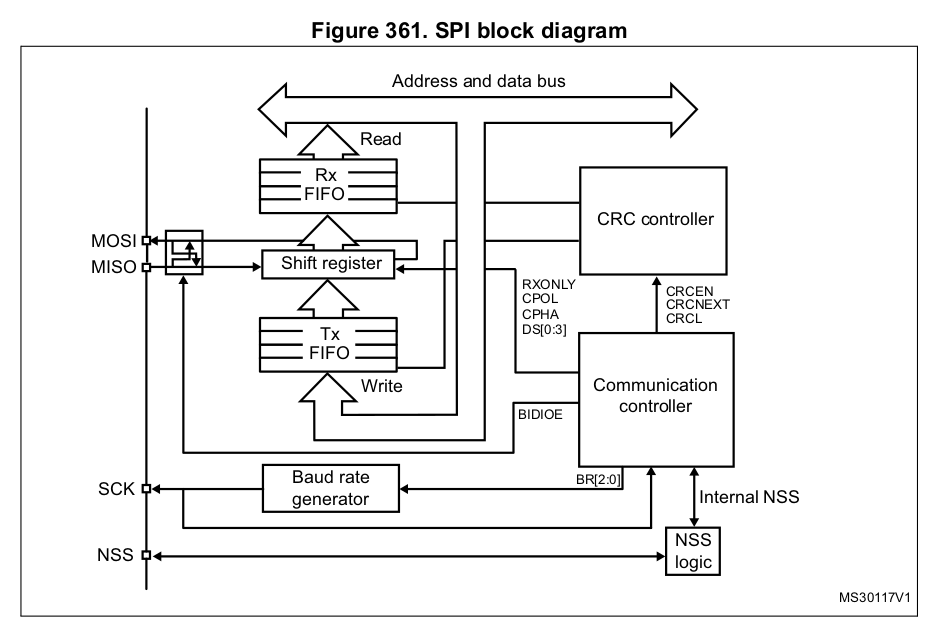 Figure 361. SPI block diagram
Address and data bus
Read
Rx
FIFO
CRC controller
MOSI
MISO
Shift register
RXONLY
CPOL
CPHA
DS[0:3]
CRCEN
CRCNEXT
CRCL
Tx
FIFO
Write
Communication
controller
BIDIOE
Baud rate
generator
BR[2:0]
SCK
Internal NSS
NSS
NSS
logic
MS30117V1